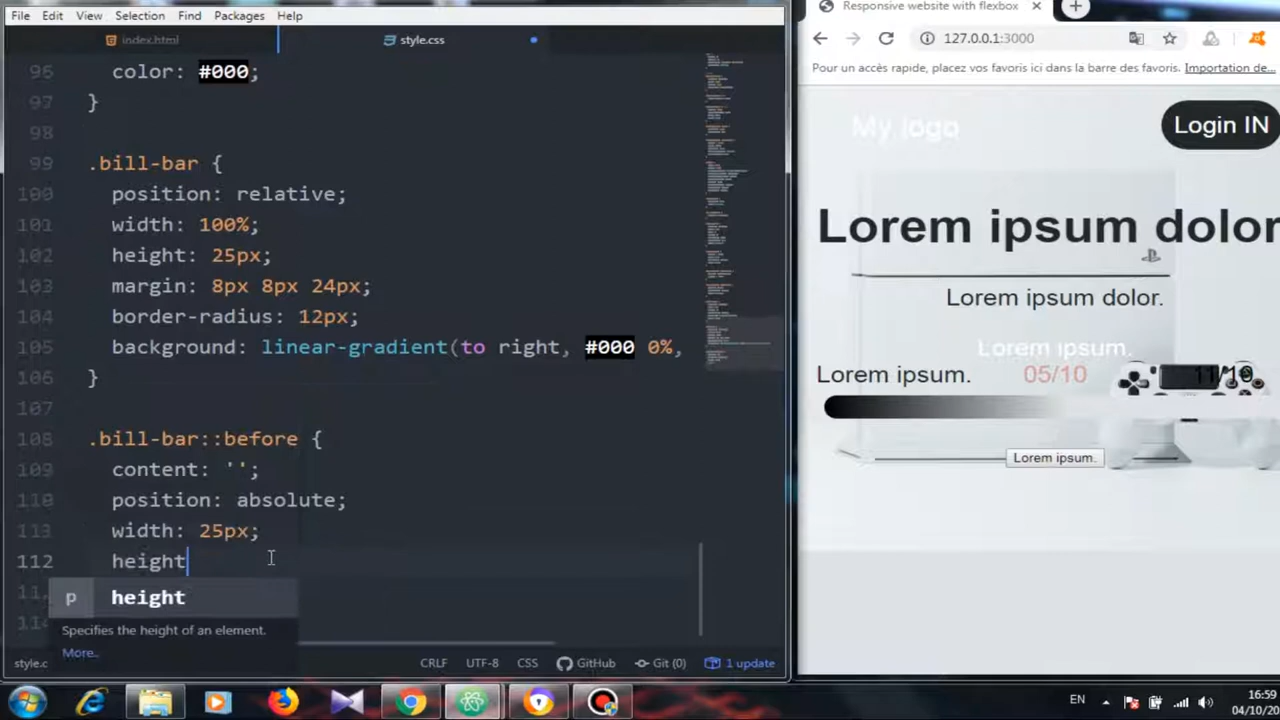 File Edit View Selection Find Packages Help
index.html
style.css
96 color: #000;
97 }
98
99 .bill-bar {
100 position: relative;
101 width: 100%;
102 height: 25px;
103 margin: 8px 8px 24px;
104 border-radius: 12px;
105 background: linear-gradient(to right, #000 0%,
106 }
107
108 .bill-bar::before {
109 content: '';
110 position: absolute;
113 width: 25px;
112 height
p height
Specifies the height of an element.
More..
114
style.c CRLF UTF-8 CSS GitHub Git (0) 1 update
Responsive website with flexbox
127.0.0.1:3000
Pour un accès rapide, placez vos favoris ici dans la barre des favoris. Importation de...
My logo
Login IN
Lorem ipsum dolor
Lorem ipsum dolor.
Lorem ipsum.
Lorem ipsum. 05/10 11/10
Lorem ipsum.
EN 16:59
04/10/20